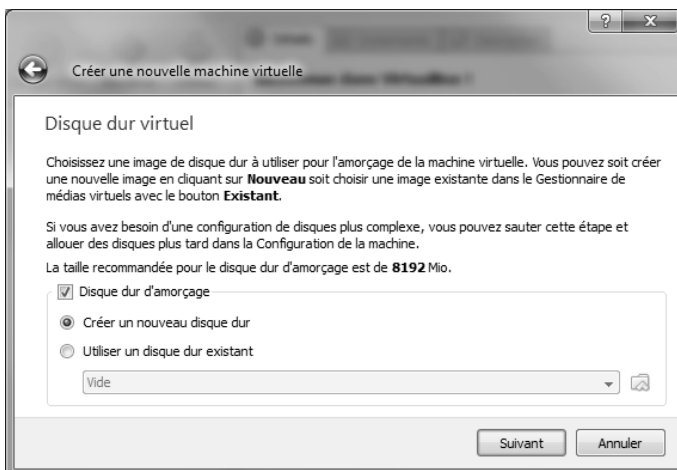 Créer une nouvelle machine virtuelle
Disque dur virtuel
Choisissez une image de disque dur à utiliser pour l'amorçage de la machine virtuelle. Vous pouvez soit créer
une nouvelle image en cliquant sur Nouveau soit choisir une image existante dans le Gestionnaire de
médias virtuels avec le bouton Existant.
Si vous avez besoin d'une configuration de disques plus complexe, vous pouvez sauter cette étape et
allouer des disques plus tard dans la Configuration de la machine.
La taille recommandée pour le disque dur d'amorçage est de 8192 Mio.
Disque dur d'amorçage
Créer un nouveau disque dur
Utiliser un disque dur existant
Vide
Suivant
Annuler